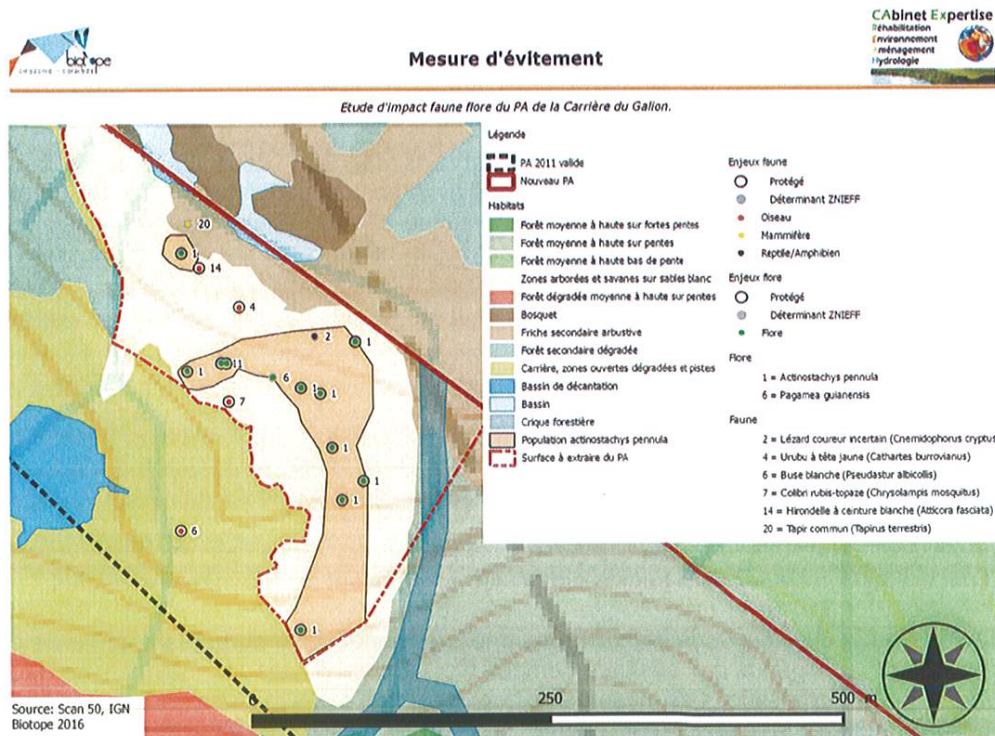 biotope
CAbinet Expertise
Réhabilitation
Environnement
Aménagement
Hydrologie
Mesure d'évitement
Etude d'impact faune flore du PA de la Carrière du Galion.
Légende
PA 2011 valide
Nouveau PA
Habitats
Forêt moyenne à haute sur fortes pentes
Forêt moyenne à haute sur pentes
Forêt moyenne à haute bas de pente
Zones arborées et savanes sur sables blanc
Forêt dégradée moyenne à haute sur pentes
Bosquet
Friche secondaire arbustive
Forêt secondaire dégradée
Carrière, zones ouvertes dégradées et pistes
Bassin de décantation
Bassin
Crique forestière
Population actinostachys pennula
Surface à extraire du PA
Enjeux faune
Protégé
Déterminant ZNIEFF
Oiseau
Mammifère
Reptile/Amphibien
Enjeux flore
Protégé
Déterminant ZNIEFF
Flore
Flore
1 = Actinostachys pennula
6 = Pagamea guianensis
Faune
2 = Lézard coureur incertain (Cnemidophorus cryptus
4 = Urubu à tête jaune (Cathartes burrovianus)
6 = Buse blanche (Pseudastur albicollis)
7 = Colibri rubis-topaze (Chrysolampis mosquitus)
14 = Hirondelle à ceinture blanche (Atticora fasciata)
20 = Tapir commun (Tapirus terrestris)
20
1
14
4
2
1
1
11
6
1
1
7
1
1
1
6
1
0
250
500 m
Source: Scan 50, IGN
Biotope 2016